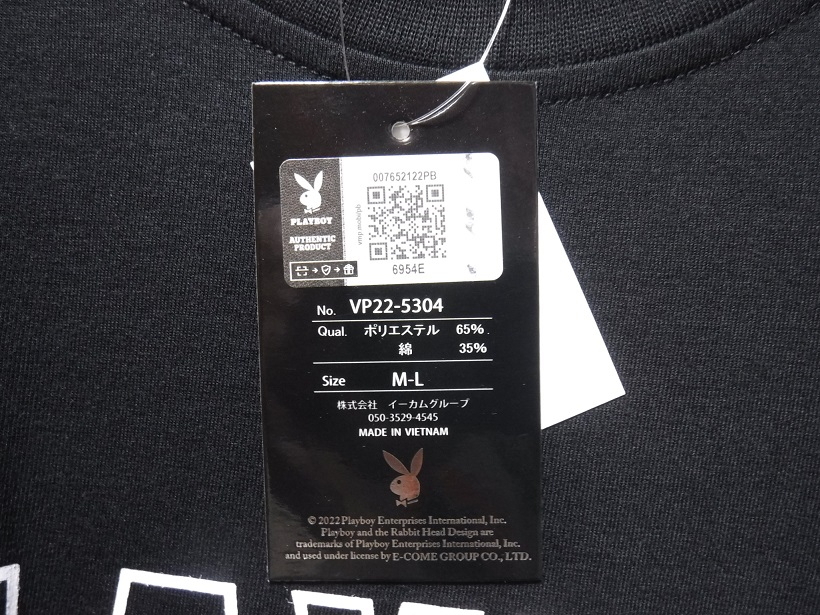 007652122PB
PLAYBOY
AUTHENTIC
PRODUCT
vmp.mobi/pb
6954E
No. VP22-5304
Qual. ポリエステル 65%
綿 35%
Size M-L
株式会社 イーカムグループ
050-3529-4545
MADE IN VIETNAM
© 2022 Playboy Enterprises International, Inc.
Playboy and the Rabbit Head Design are
trademarks of Playboy Enterprises International, Inc.
and used under license by E-COME GROUP CO., LTD.